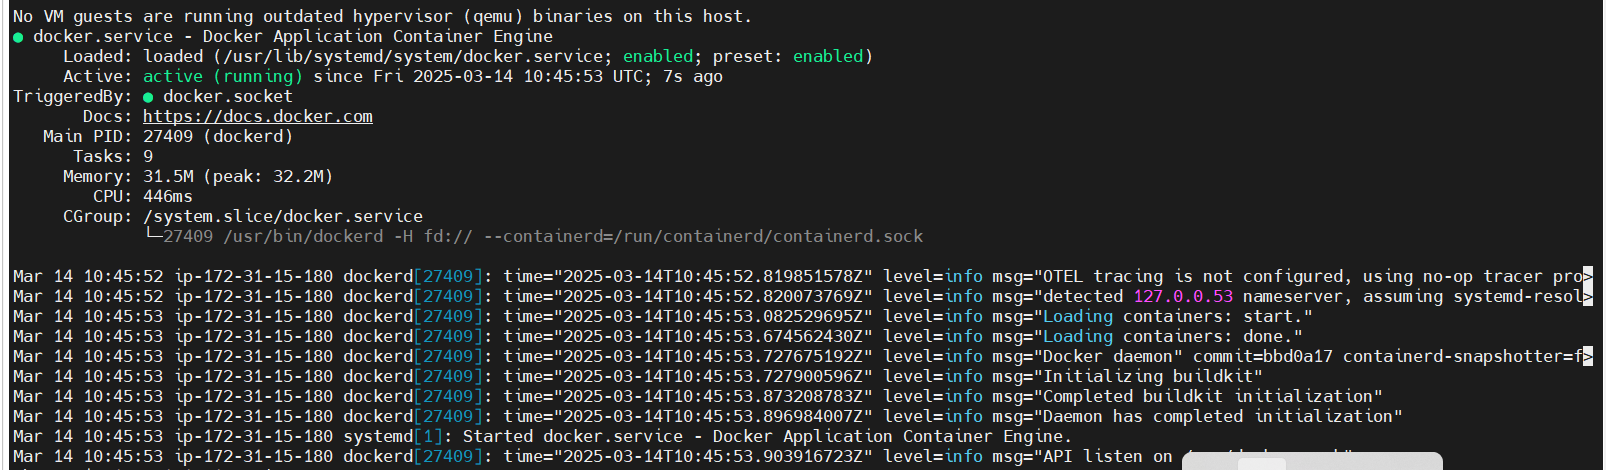 No VM guests are running outdated hypervisor (qemu) binaries on this host.
● docker.service - Docker Application Container Engine
     Loaded: loaded (/usr/lib/systemd/system/docker.service; enabled; preset: enabled)
     Active: active (running) since Fri 2025-03-14 10:45:53 UTC; 7s ago
TriggeredBy: ● docker.socket
       Docs: https://docs.docker.com
   Main PID: 27409 (dockerd)
      Tasks: 9
     Memory: 31.5M (peak: 32.2M)
        CPU: 446ms
     CGroup: /system.slice/docker.service
             └─27409 /usr/bin/dockerd -H fd:// --containerd=/run/containerd/containerd.sock
Mar 14 10:45:52 ip-172-31-15-180 dockerd[27409]: time="2025-03-14T10:45:52.819851578Z" level=info msg="OTEL tracing is not configured, using no-op tracer pro>
Mar 14 10:45:52 ip-172-31-15-180 dockerd[27409]: time="2025-03-14T10:45:52.820073769Z" level=info msg="detected 127.0.0.53 nameserver, assuming systemd-resol>
Mar 14 10:45:53 ip-172-31-15-180 dockerd[27409]: time="2025-03-14T10:45:53.082529695Z" level=info msg="Loading containers: start."
Mar 14 10:45:53 ip-172-31-15-180 dockerd[27409]: time="2025-03-14T10:45:53.674562430Z" level=info msg="Loading containers: done."
Mar 14 10:45:53 ip-172-31-15-180 dockerd[27409]: time="2025-03-14T10:45:53.727675192Z" level=info msg="Docker daemon" commit=bbd0a17 containerd-snapshotter=f>
Mar 14 10:45:53 ip-172-31-15-180 dockerd[27409]: time="2025-03-14T10:45:53.727900596Z" level=info msg="Initializing buildkit"
Mar 14 10:45:53 ip-172-31-15-180 dockerd[27409]: time="2025-03-14T10:45:53.873208783Z" level=info msg="Completed buildkit initialization"
Mar 14 10:45:53 ip-172-31-15-180 dockerd[27409]: time="2025-03-14T10:45:53.896984007Z" level=info msg="Daemon has completed initialization"
Mar 14 10:45:53 ip-172-31-15-180 systemd[1]: Started docker.service - Docker Application Container Engine.
Mar 14 10:45:53 ip-172-31-15-180 dockerd[27409]: time="2025-03-14T10:45:53.903916723Z" level=info msg="API listen on